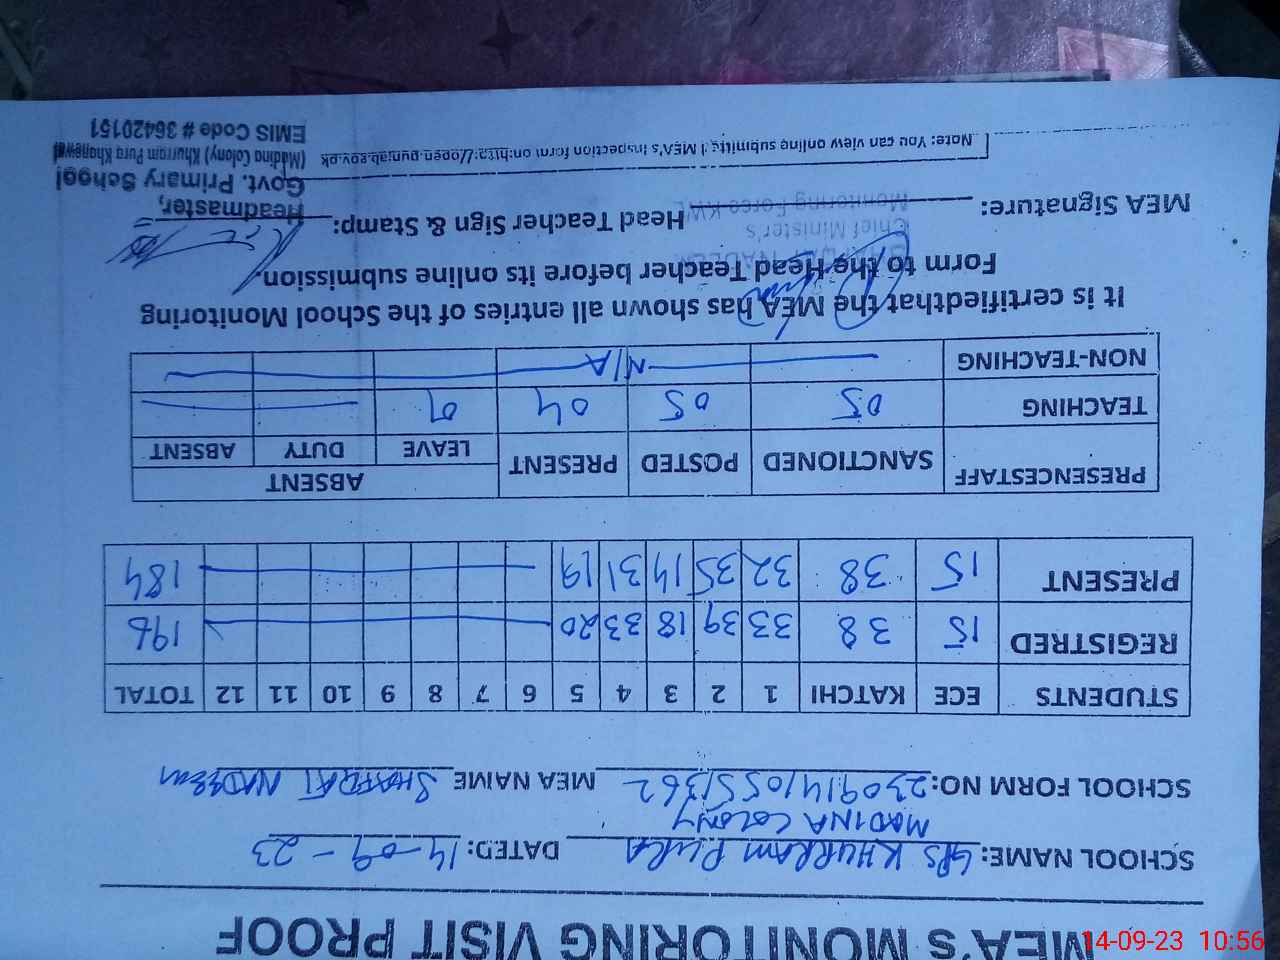 MEA'S MONITORING VISIT PROOF
SCHOOL NAME: GPS KHURRAM PURA DATED: 14-09-23
MADINA COLONY
SCHOOL FORM NO: 23091410551362 MEA NAME SHAFQAT NADEEM
STUDENTS ECE KATCHI 1 2 3 4 5 6 7 8 9 10 11 12 TOTAL
REGISTRED 15 38 33 39 18 33 20 196
PRESENT 15 38 32 35 14 31 19 184
PRESENCESTAFF SANCTIONED POSTED PRESENT ABSENT
LEAVE DUTY ABSENT
TEACHING 05 05 04 01
NON-TEACHING N/A
It is certifiedthat the MEA has shown all entries of the School Monitoring
Form to the Head Teacher before its online submission.
Chief Minister's
Monitoring Force KWL
MEA Signature: Head Teacher Sign & Stamp:
Headmaster,
Govt. Primary School
(Madina Colony) Khurram Pura Khanewal
EMIS Code # 36420151
Note: You can view online submitted MEA's inspection form on:http://open.punjab.gov.pk
14-09-23 10:56